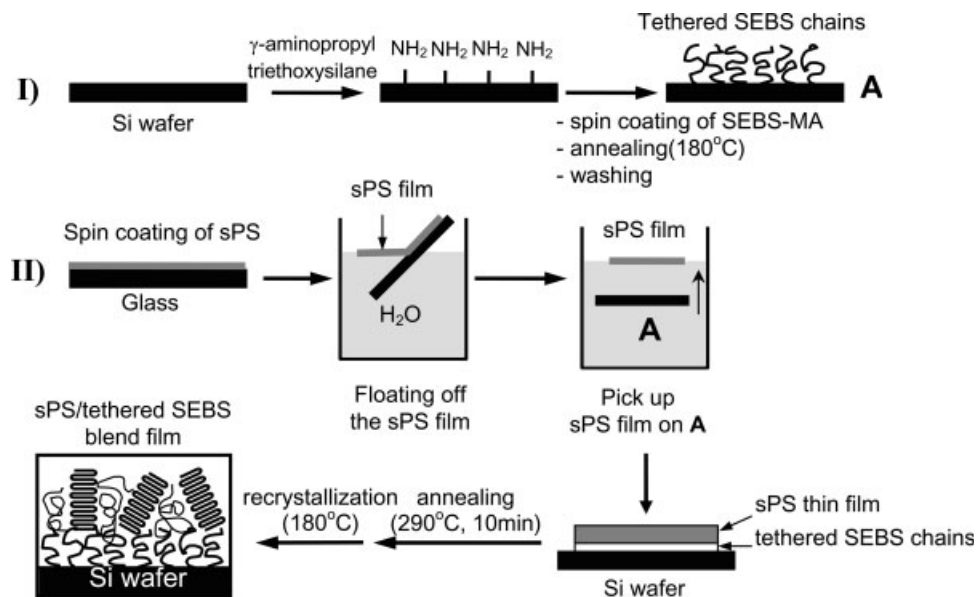 I)
Si wafer
γ-aminopropyl
triethoxysilane
NH2 NH2 NH2 NH2
Tethered SEBS chains
A
- spin coating of SEBS-MA
- annealing(180°C)
- washing
II)
Spin coating of sPS
Glass
sPS film
H2O
Floating off
the sPS film
sPS film
A
Pick up
sPS film on A
sPS thin film
tethered SEBS chains
Si wafer
annealing
(290°C, 10min)
recrystallization
(180°C)
sPS/tethered SEBS
blend film
Si wafer